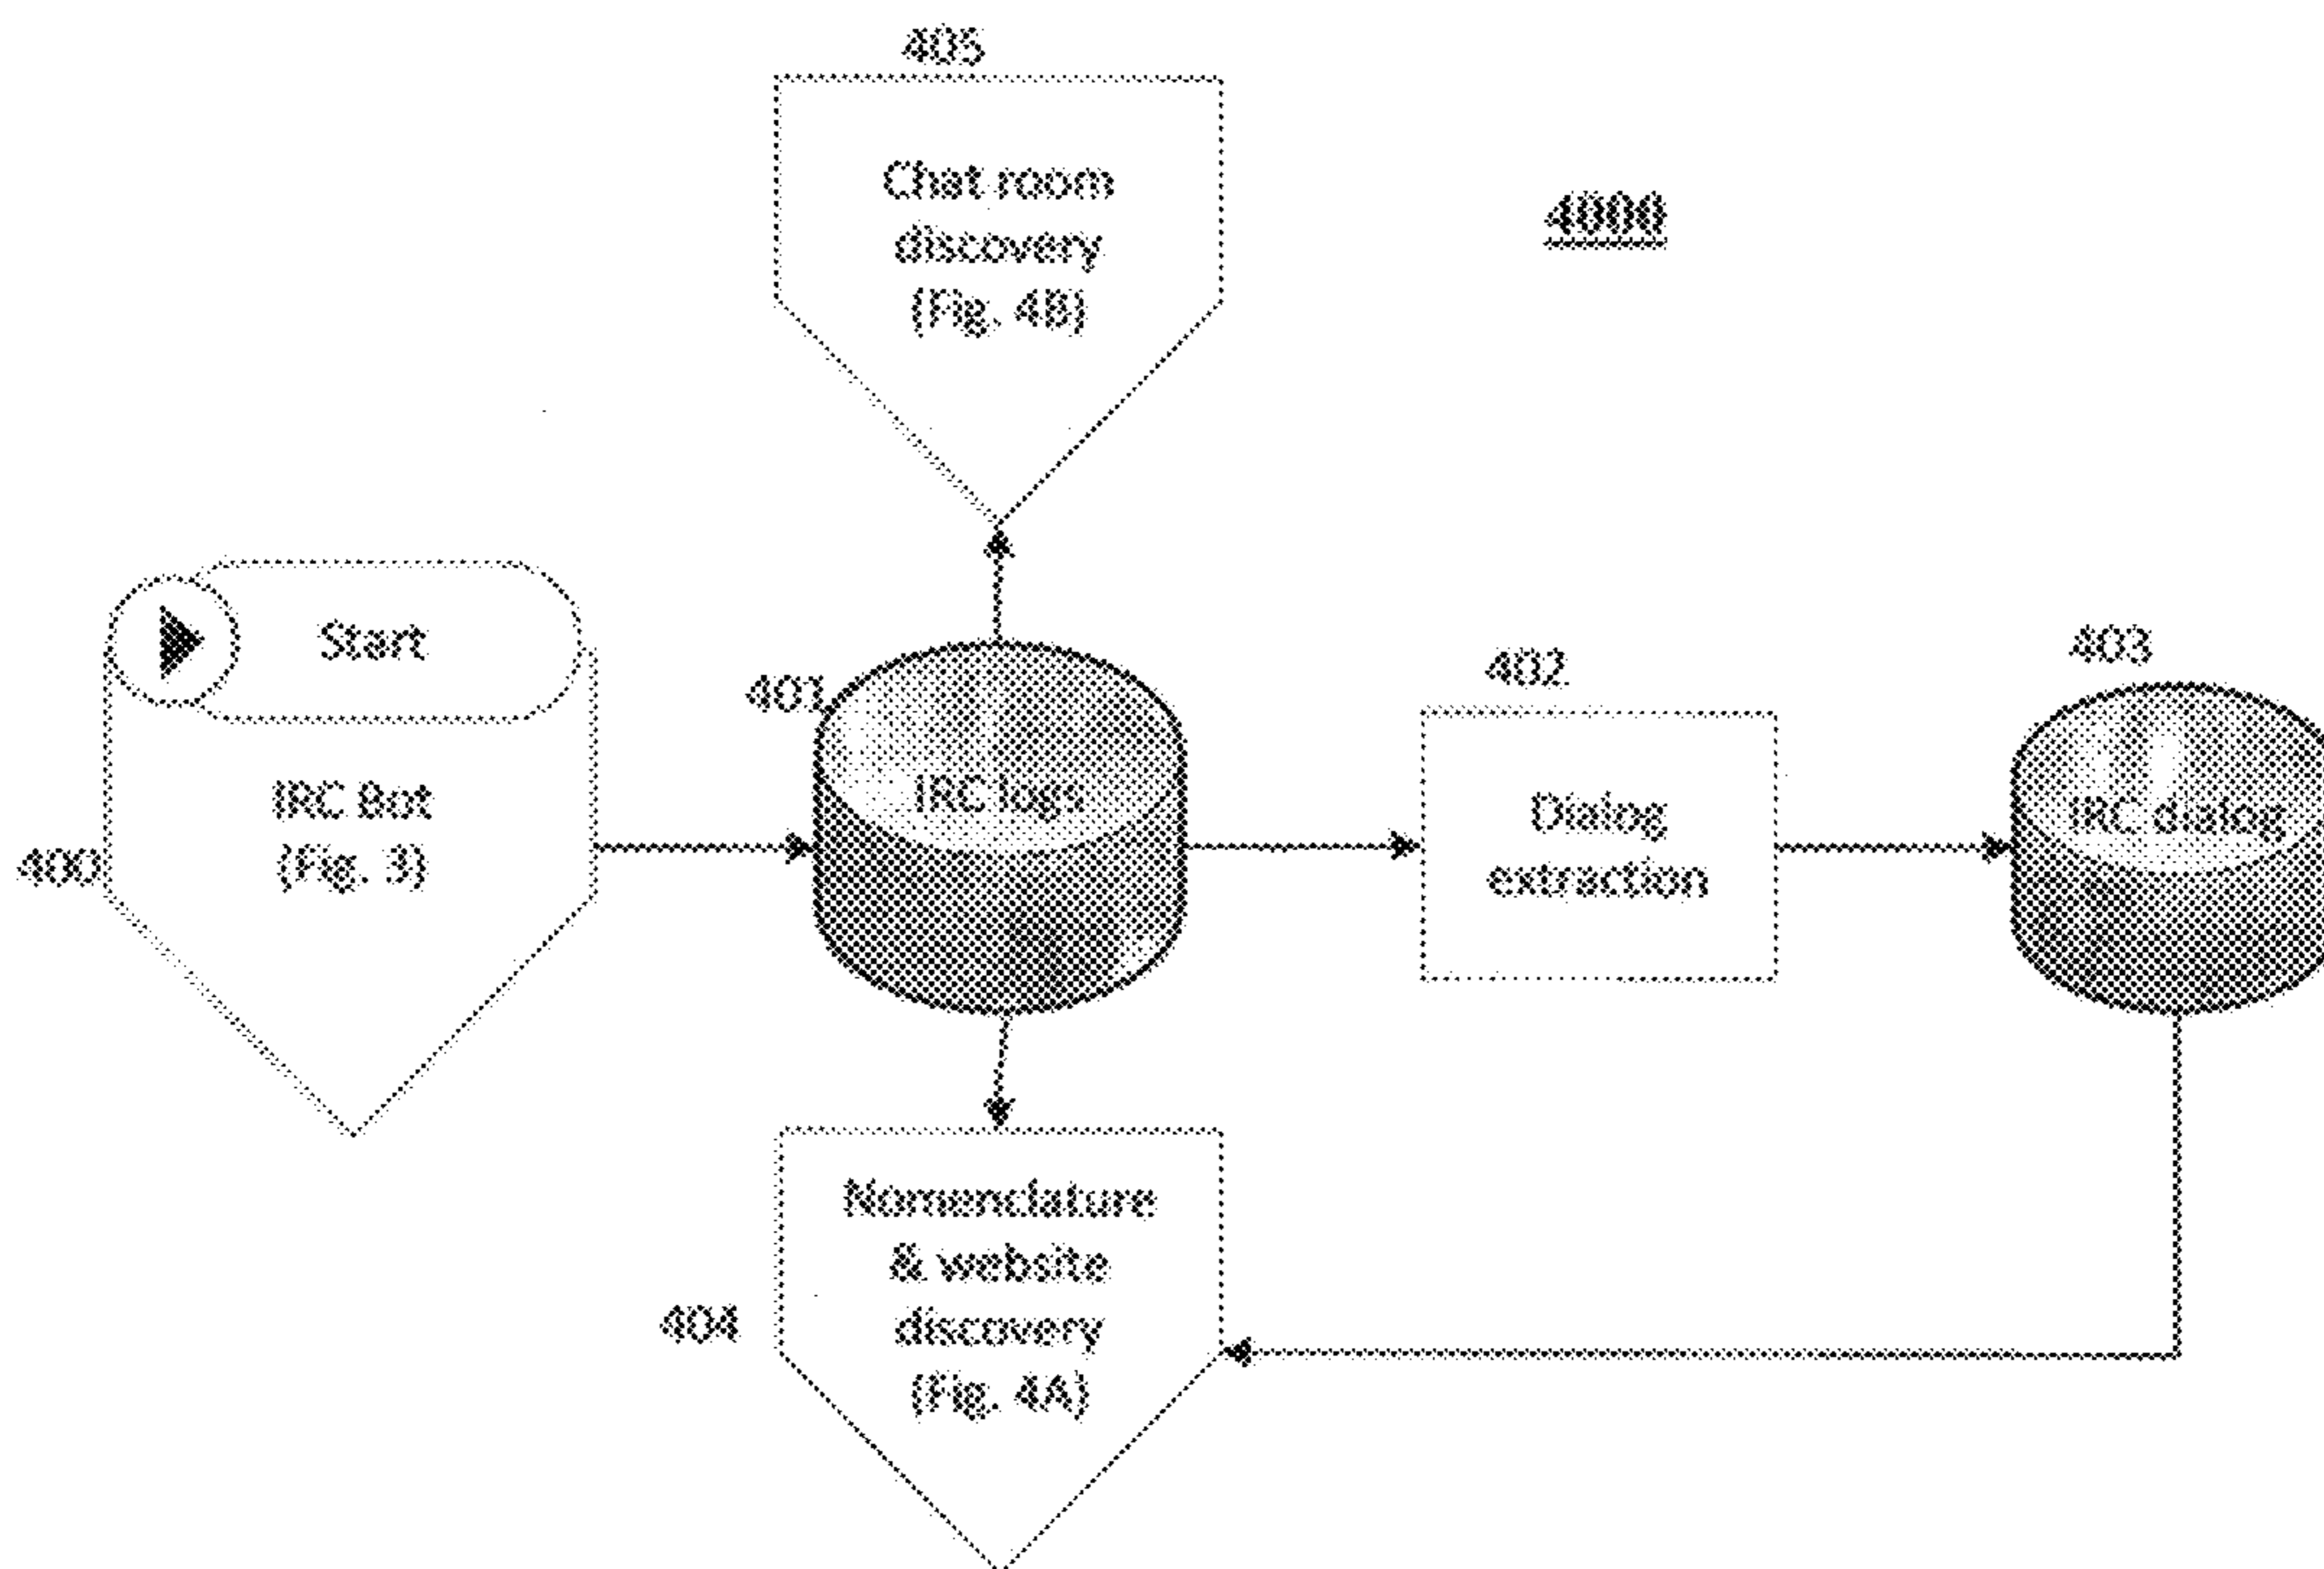 405
Chat room
discovery
(Fig. 4B)
4000
Start
IRC Bot
(Fig. 3)
400
401
IRC logs
402
Dialog
extraction
403
IRC dialog
Nomenclature
& website
discovery
(Fig. 4A)
404